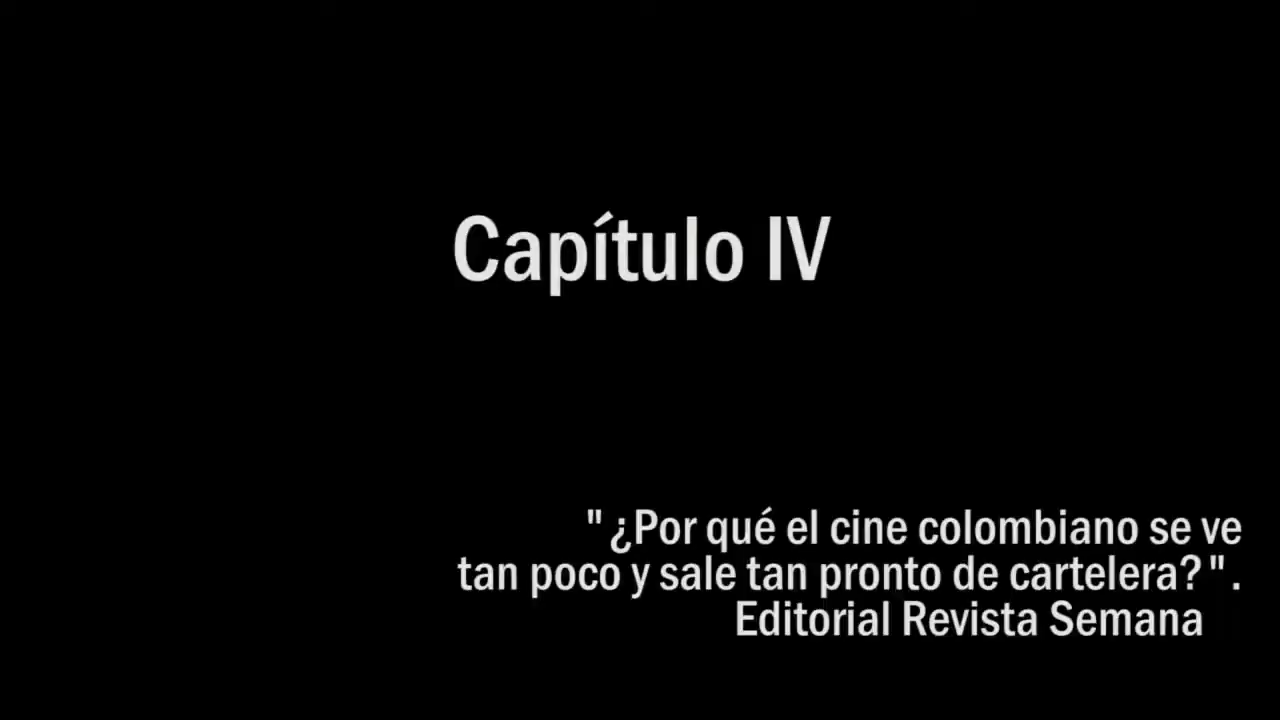 Capítulo IV
"¿Por qué el cine colombiano se ve
tan poco y sale tan pronto de cartelera?".
Editorial Revista Semana